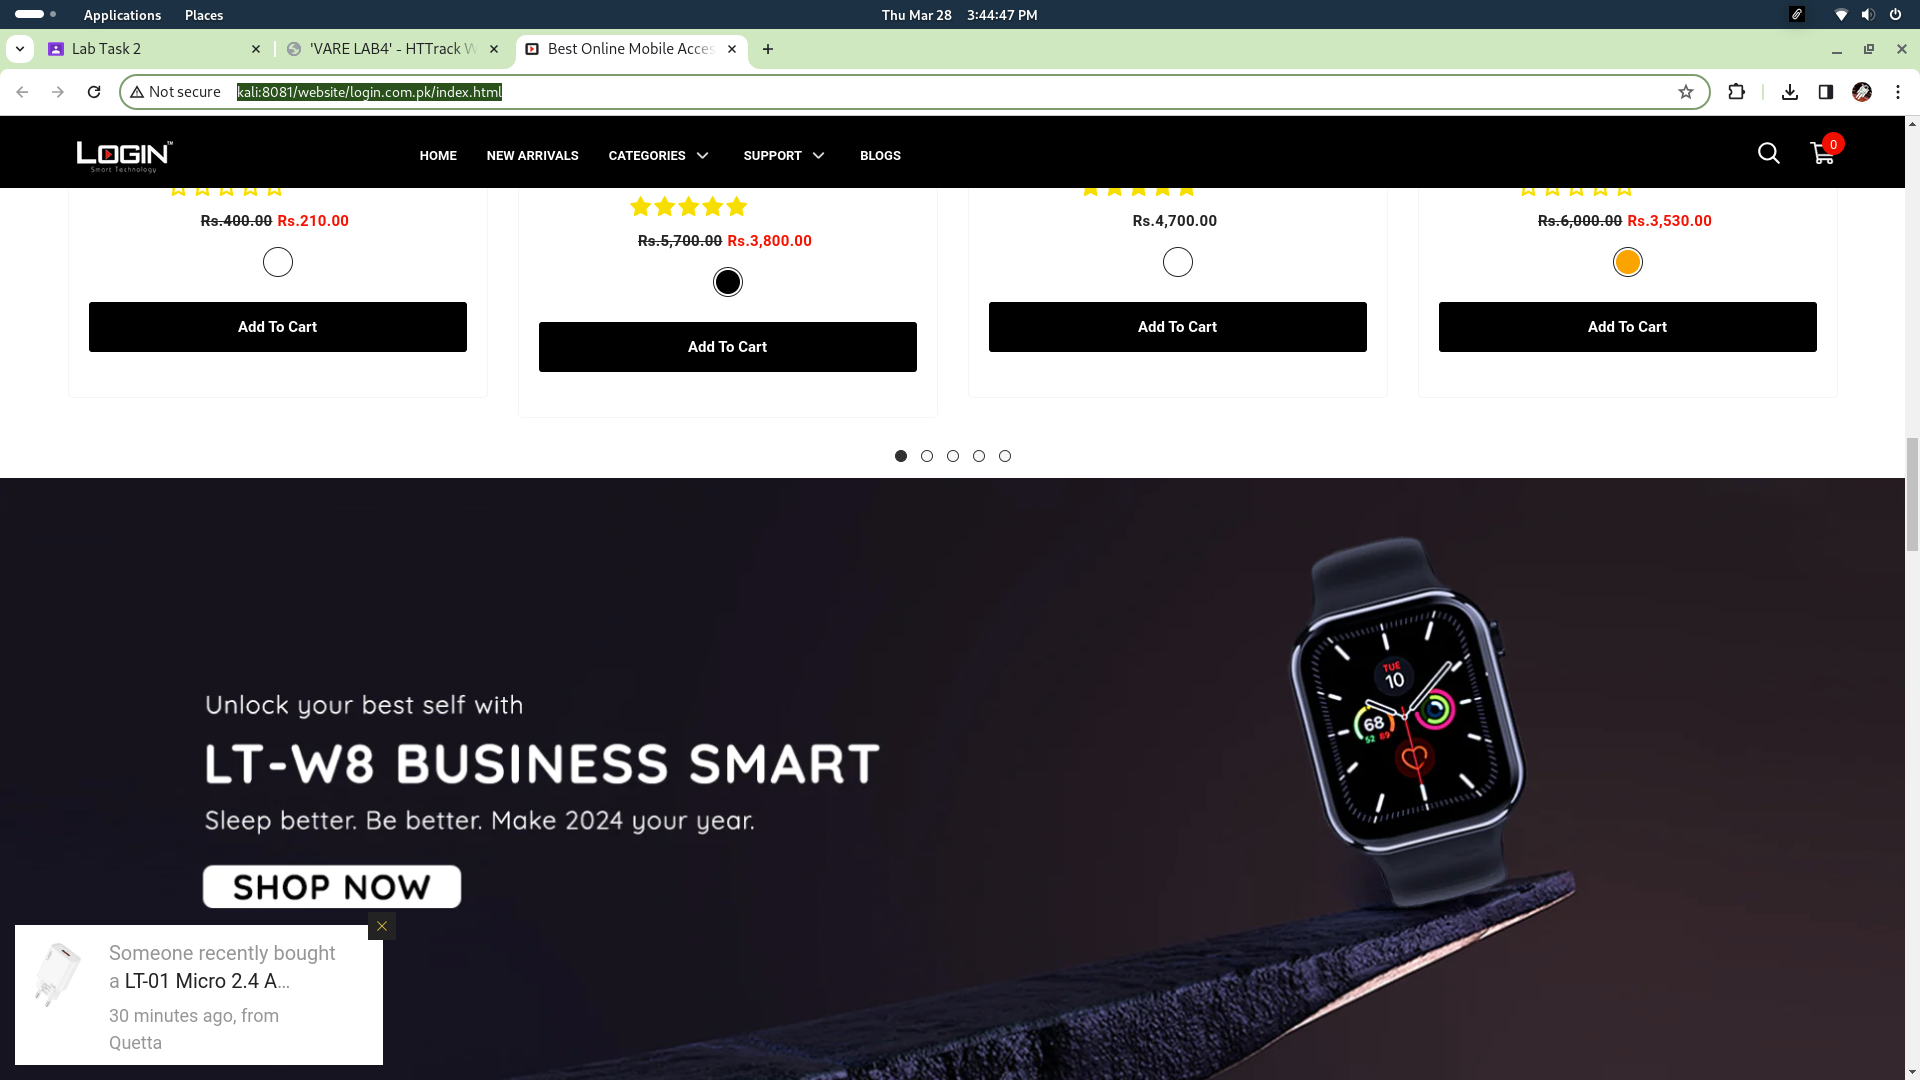 Applications Places Thu Mar 28 3:44:47 PM
Lab Task 2 'VARE LAB4' - HTTrack W Best Online Mobile Acces
Not secure kali:8081/website/login.com.pk/index.html
LOGIN™ HOME NEW ARRIVALS CATEGORIES SUPPORT BLOGS 0
Smart Technology
Rs.400.00 Rs.210.00 Rs.4,700.00 Rs.6,000.00 Rs.3,530.00
Rs.5,700.00 Rs.3,800.00
Add To Cart Add To Cart Add To Cart
Add To Cart
Unlock your best self with
LT-W8 BUSINESS SMART
Sleep better. Be better. Make 2024 your year.
SHOP NOW
TUE
10
68
52 89
Someone recently bought
a LT-01 Micro 2.4 A...
30 minutes ago, from
Quetta